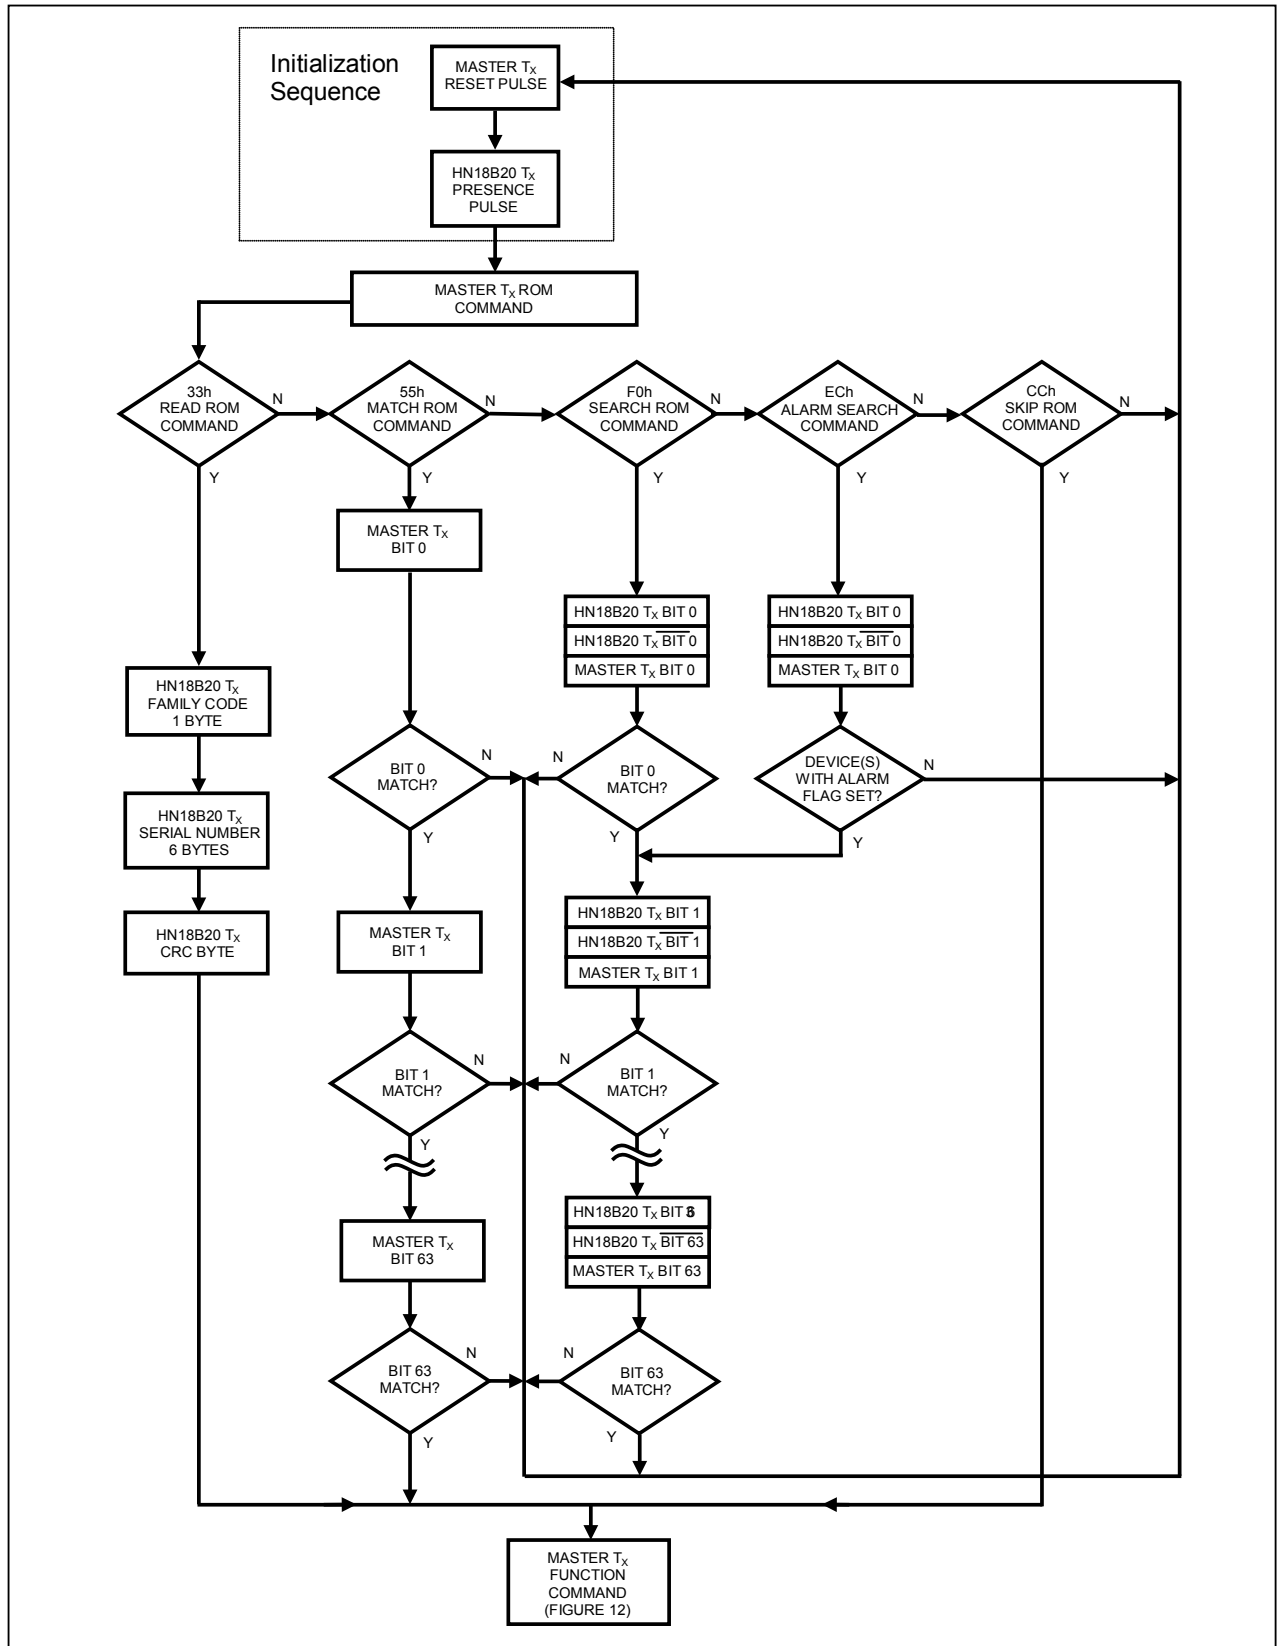 Initialization
Sequence
MASTER TX
RESET PULSE
HN18B20 TX
PRESENCE
PULSE
MASTER TX ROM
COMMAND
33h
READ ROM
COMMAND
N
Y
55h
MATCH ROM
COMMAND
N
Y
F0h
SEARCH ROM
COMMAND
N
Y
ECh
ALARM SEARCH
COMMAND
N
Y
CCh
SKIP ROM
COMMAND
N
Y
MASTER TX
BIT 0
HN18B20 TX BIT 0
HN18B20 TX BIT 0
MASTER TX BIT 0
HN18B20 TX BIT 0
HN18B20 TX BIT 0
MASTER TX BIT 0
HN18B20 TX
FAMILY CODE
1 BYTE
BIT 0
MATCH?
N
Y
N
BIT 0
MATCH?
Y
DEVICE(S)
WITH ALARM
FLAG SET?
N
Y
HN18B20 TX
SERIAL NUMBER
6 BYTES
HN18B20 TX
CRC BYTE
MASTER TX
BIT 1
HN18B20 TX BIT 1
HN18B20 TX BIT 1
MASTER TX BIT 1
BIT 1
MATCH?
N
Y
N
BIT 1
MATCH?
Y
MASTER TX
BIT 63
HN18B20 TX BIT
HN18B20 TX BIT 63
MASTER TX BIT 63
BIT 63
MATCH?
N
Y
N
BIT 63
MATCH?
Y
MASTER TX
FUNCTION
COMMAND
(FIGURE 12)